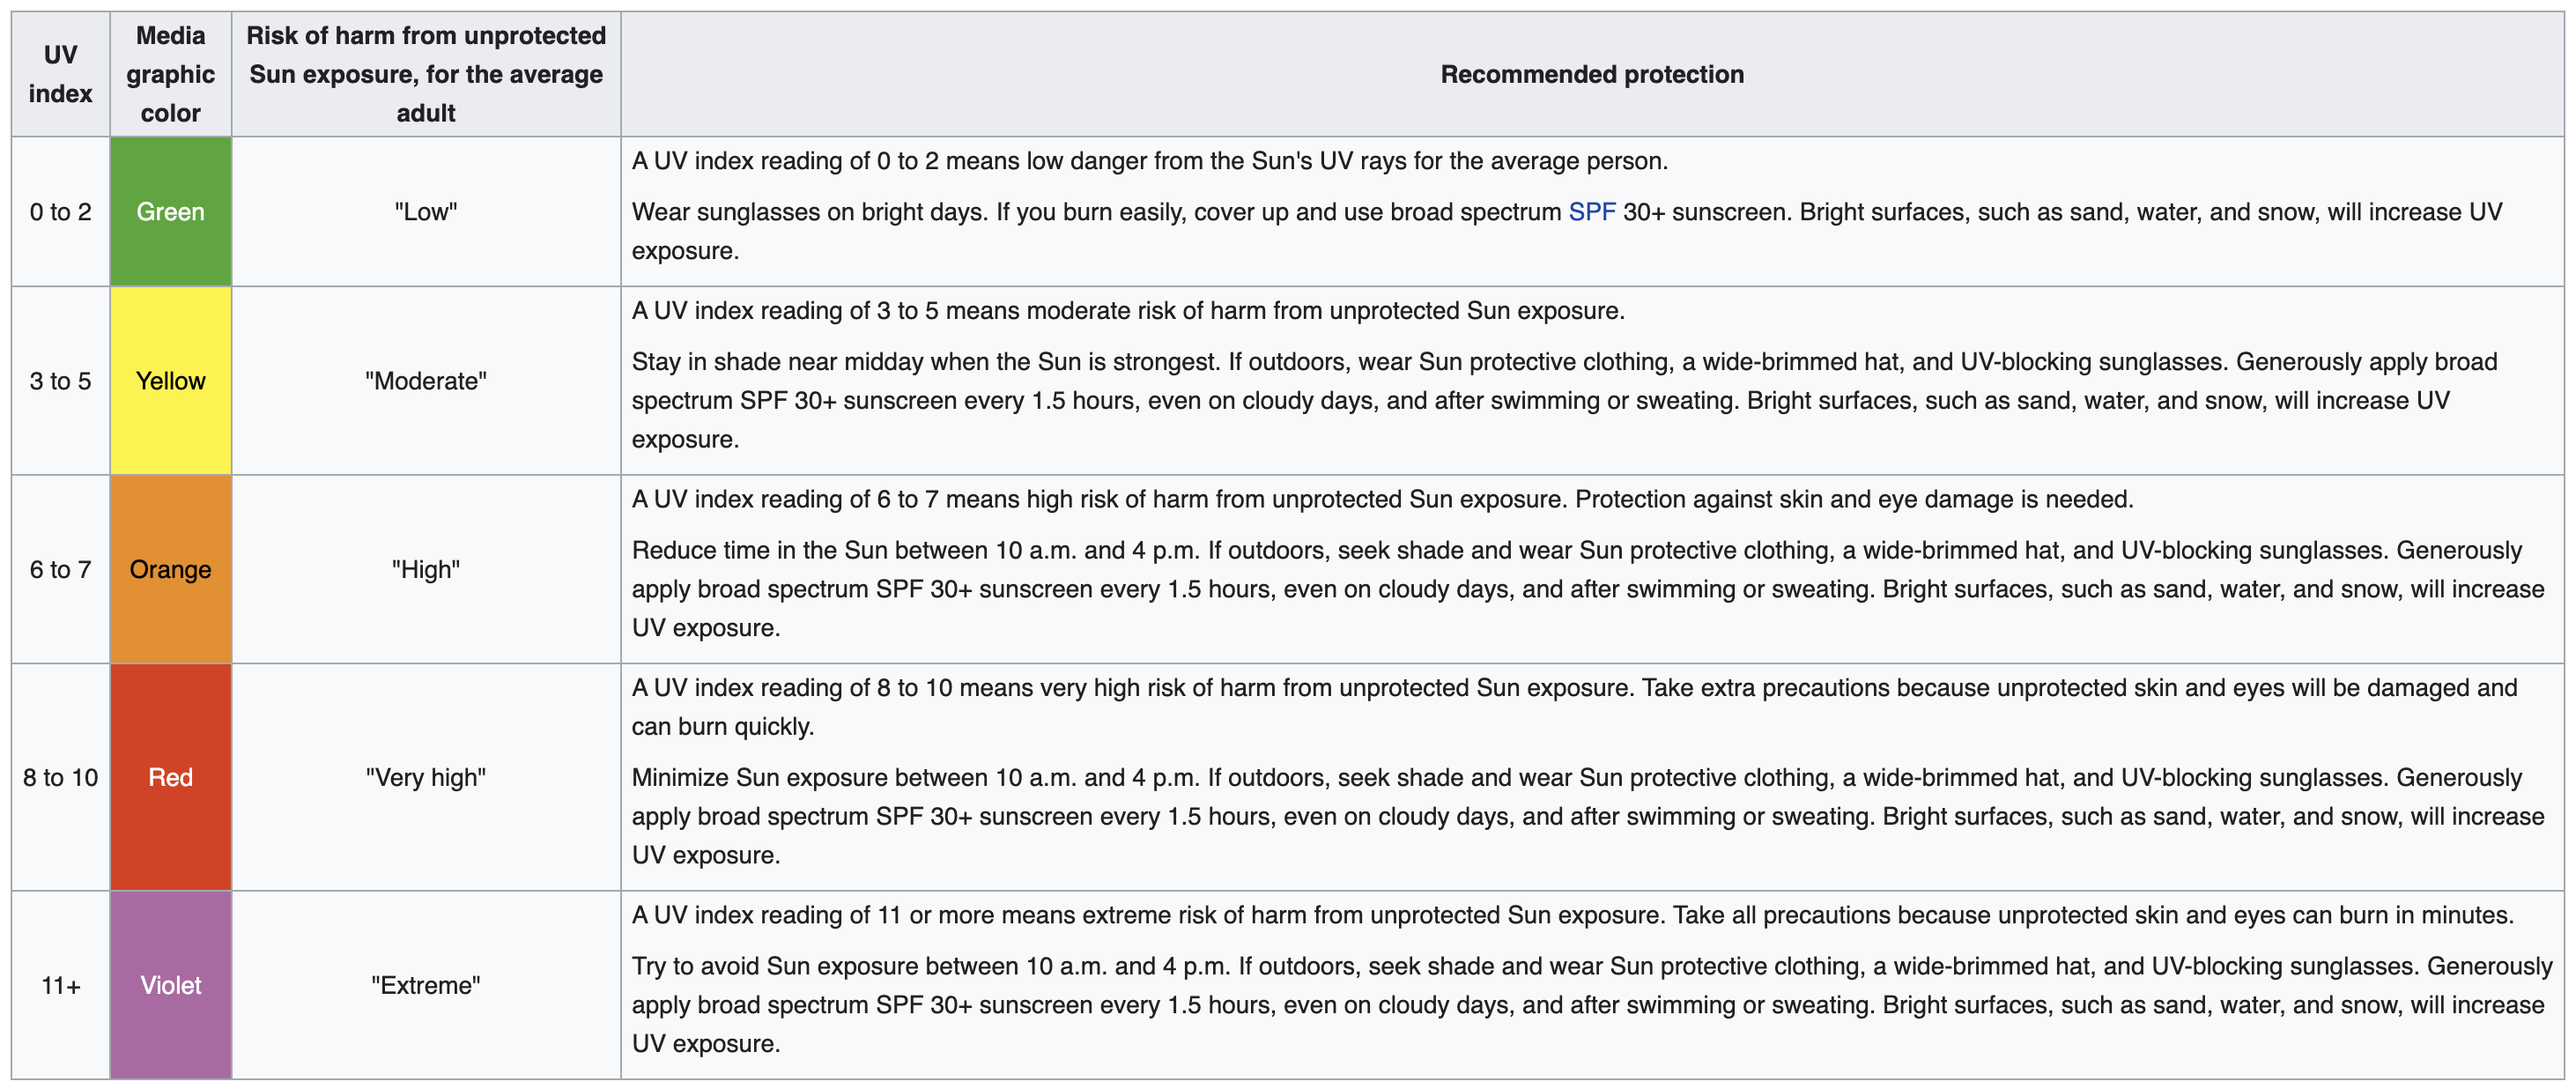 UV
index
Media
graphic
color
Risk of harm from unprotected
Sun exposure, for the average
adult
Recommended protection
0 to 2
Green
"Low"
A UV index reading of 0 to 2 means low danger from the Sun's UV rays for the average person.
Wear sunglasses on bright days. If you burn easily, cover up and use broad spectrum SPF 30+ sunscreen. Bright surfaces, such as sand, water, and snow, will increase UV
exposure.
3 to 5
Yellow
"Moderate"
A UV index reading of 3 to 5 means moderate risk of harm from unprotected Sun exposure.
Stay in shade near midday when the Sun is strongest. If outdoors, wear Sun protective clothing, a wide-brimmed hat, and UV-blocking sunglasses. Generously apply broad
spectrum SPF 30+ sunscreen every 1.5 hours, even on cloudy days, and after swimming or sweating. Bright surfaces, such as sand, water, and snow, will increase UV
exposure.
6 to 7
Orange
"High"
A UV index reading of 6 to 7 means high risk of harm from unprotected Sun exposure. Protection against skin and eye damage is needed.
Reduce time in the Sun between 10 a.m. and 4 p.m. If outdoors, seek shade and wear Sun protective clothing, a wide-brimmed hat, and UV-blocking sunglasses. Generously
apply broad spectrum SPF 30+ sunscreen every 1.5 hours, even on cloudy days, and after swimming or sweating. Bright surfaces, such as sand, water, and snow, will increase
UV exposure.
8 to 10
Red
"Very high"
A UV index reading of 8 to 10 means very high risk of harm from unprotected Sun exposure. Take extra precautions because unprotected skin and eyes will be damaged and
can burn quickly.
Minimize Sun exposure between 10 a.m. and 4 p.m. If outdoors, seek shade and wear Sun protective clothing, a wide-brimmed hat, and UV-blocking sunglasses. Generously
apply broad spectrum SPF 30+ sunscreen every 1.5 hours, even on cloudy days, and after swimming or sweating. Bright surfaces, such as sand, water, and snow, will increase
UV exposure.
11+
Violet
"Extreme"
A UV index reading of 11 or more means extreme risk of harm from unprotected Sun exposure. Take all precautions because unprotected skin and eyes can burn in minutes.
Try to avoid Sun exposure between 10 a.m. and 4 p.m. If outdoors, seek shade and wear Sun protective clothing, a wide-brimmed hat, and UV-blocking sunglasses. Generously
apply broad spectrum SPF 30+ sunscreen every 1.5 hours, even on cloudy days, and after swimming or sweating. Bright surfaces, such as sand, water, and snow, will increase
UV exposure.